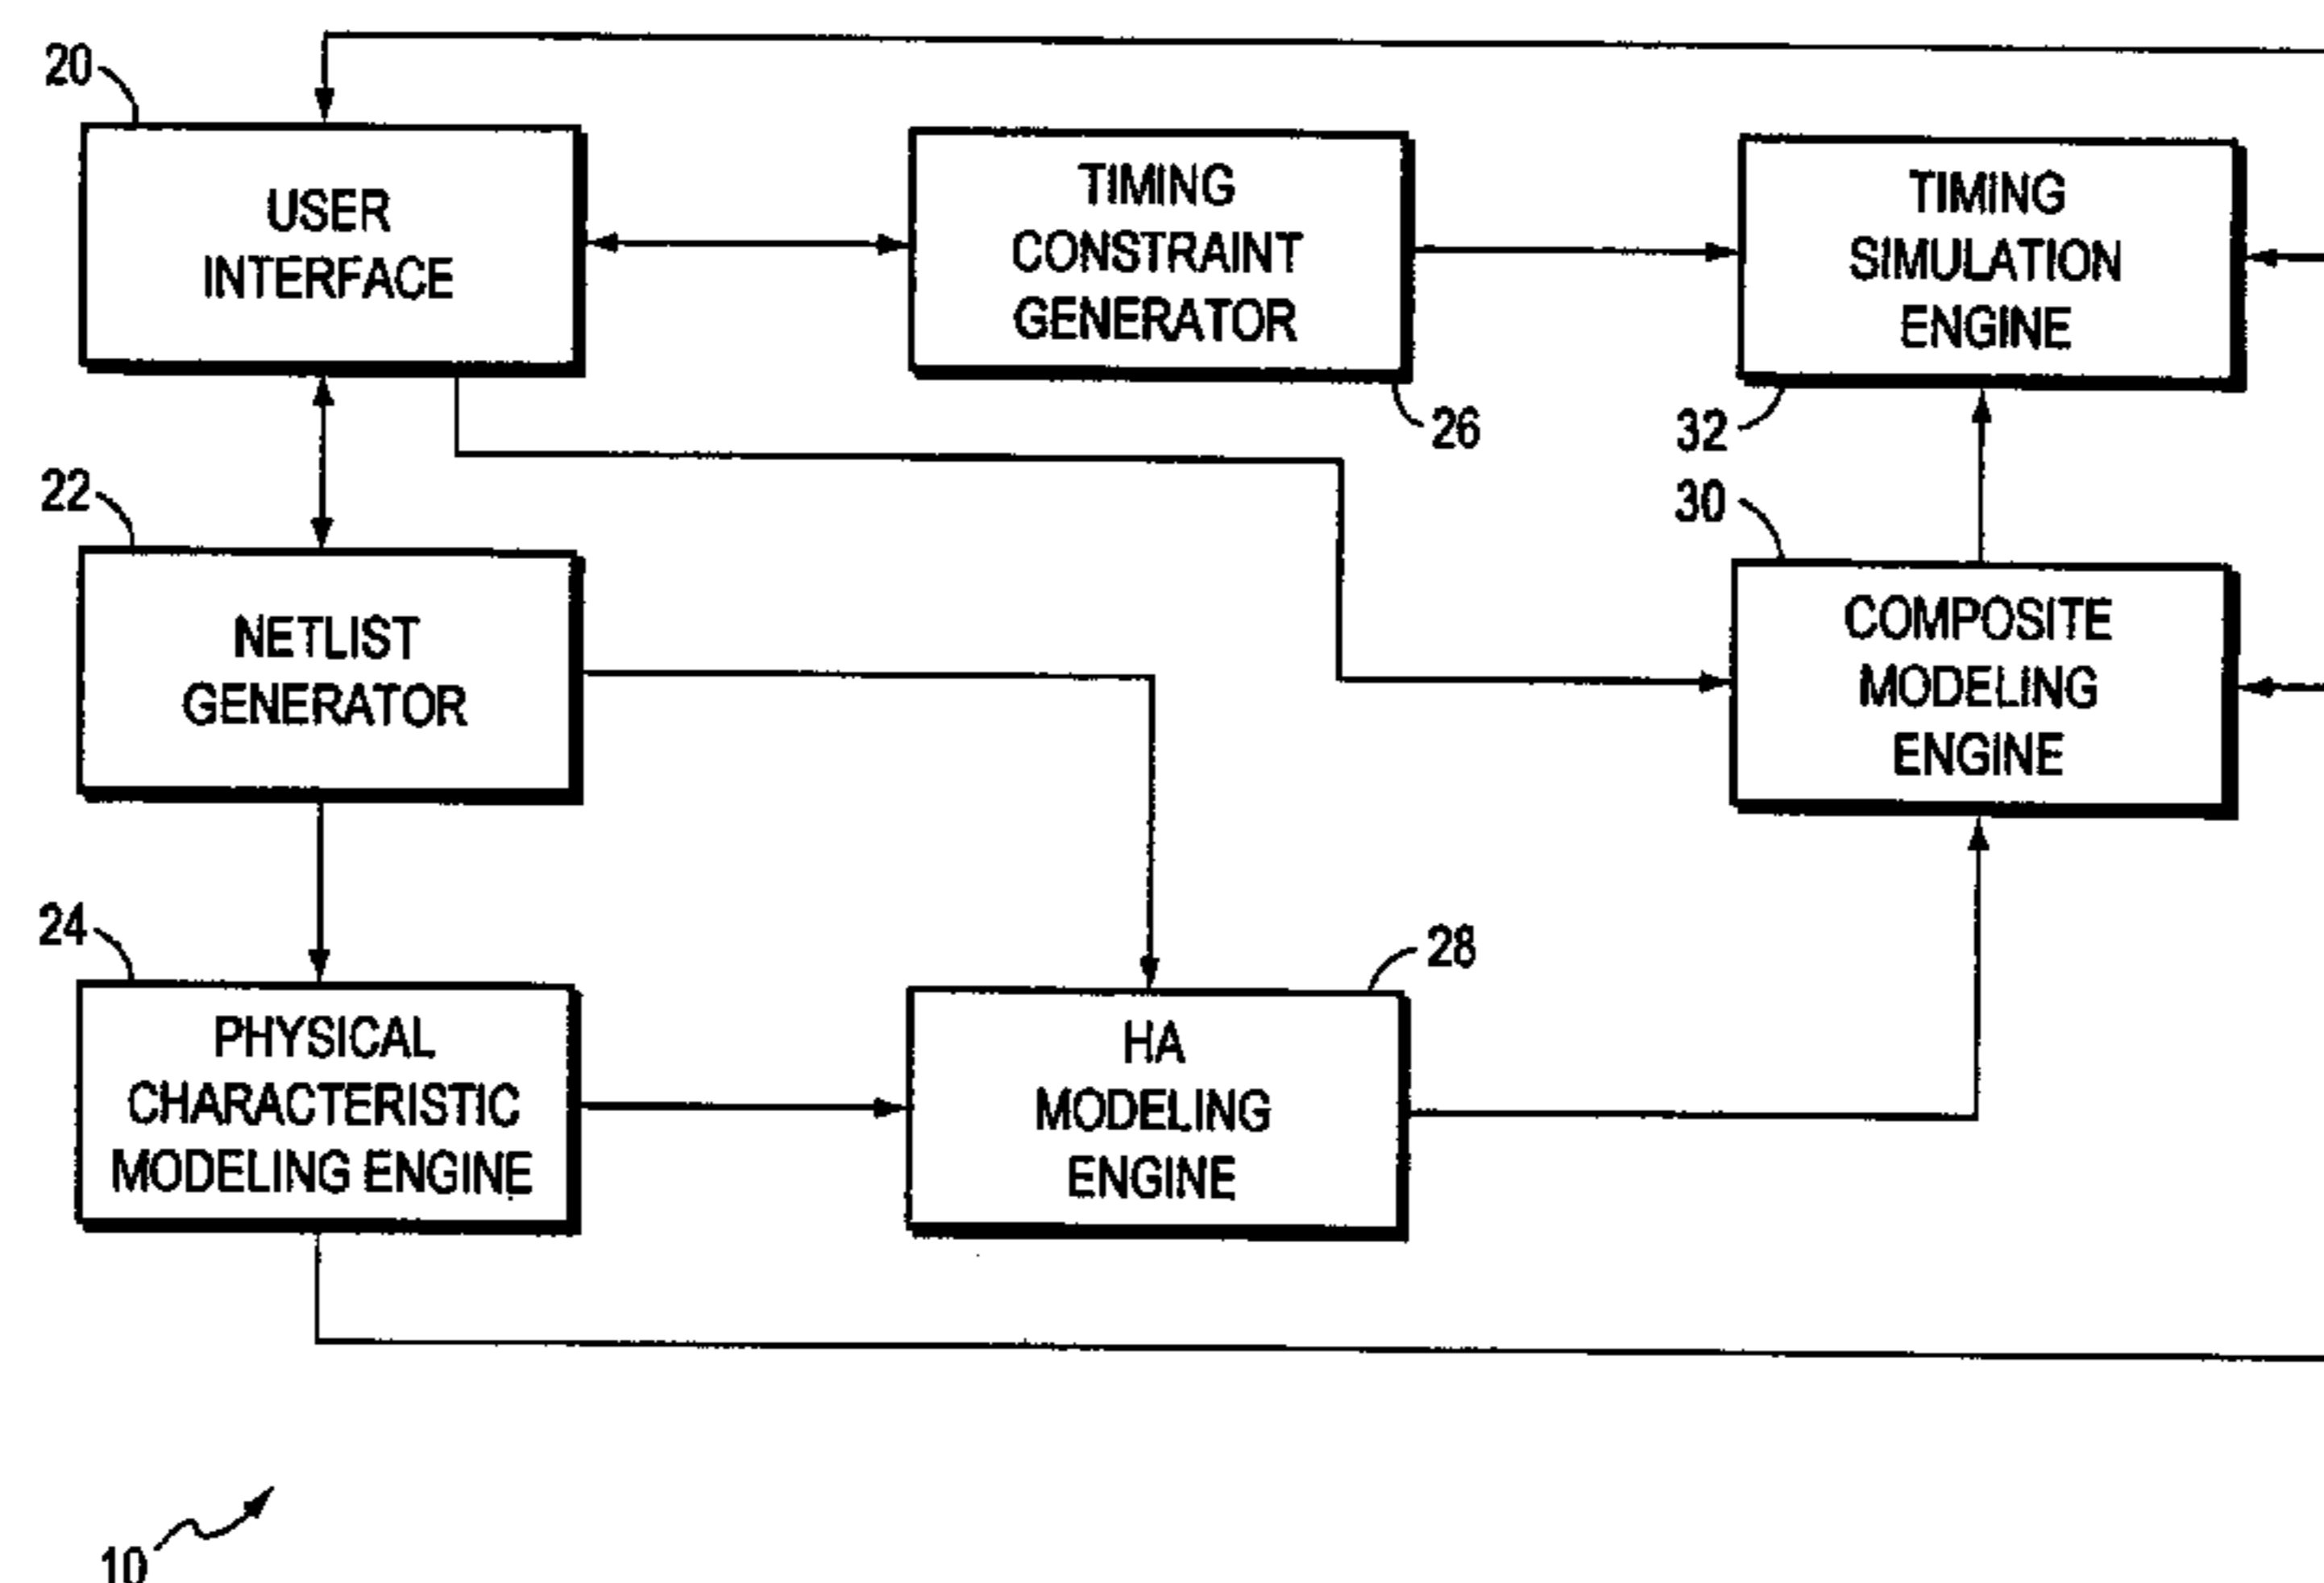 20
USER
INTERFACE
TIMING
CONSTRAINT
GENERATOR
26
TIMING
SIMULATION
ENGINE
32
22
NETLIST
GENERATOR
30
COMPOSITE
MODELING
ENGINE
24
PHYSICAL
CHARACTERISTIC
MODELING ENGINE
28
HA
MODELING
ENGINE
10